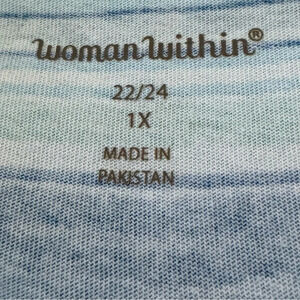 woman within®
22/24
1X
MADE IN
PAKISTAN